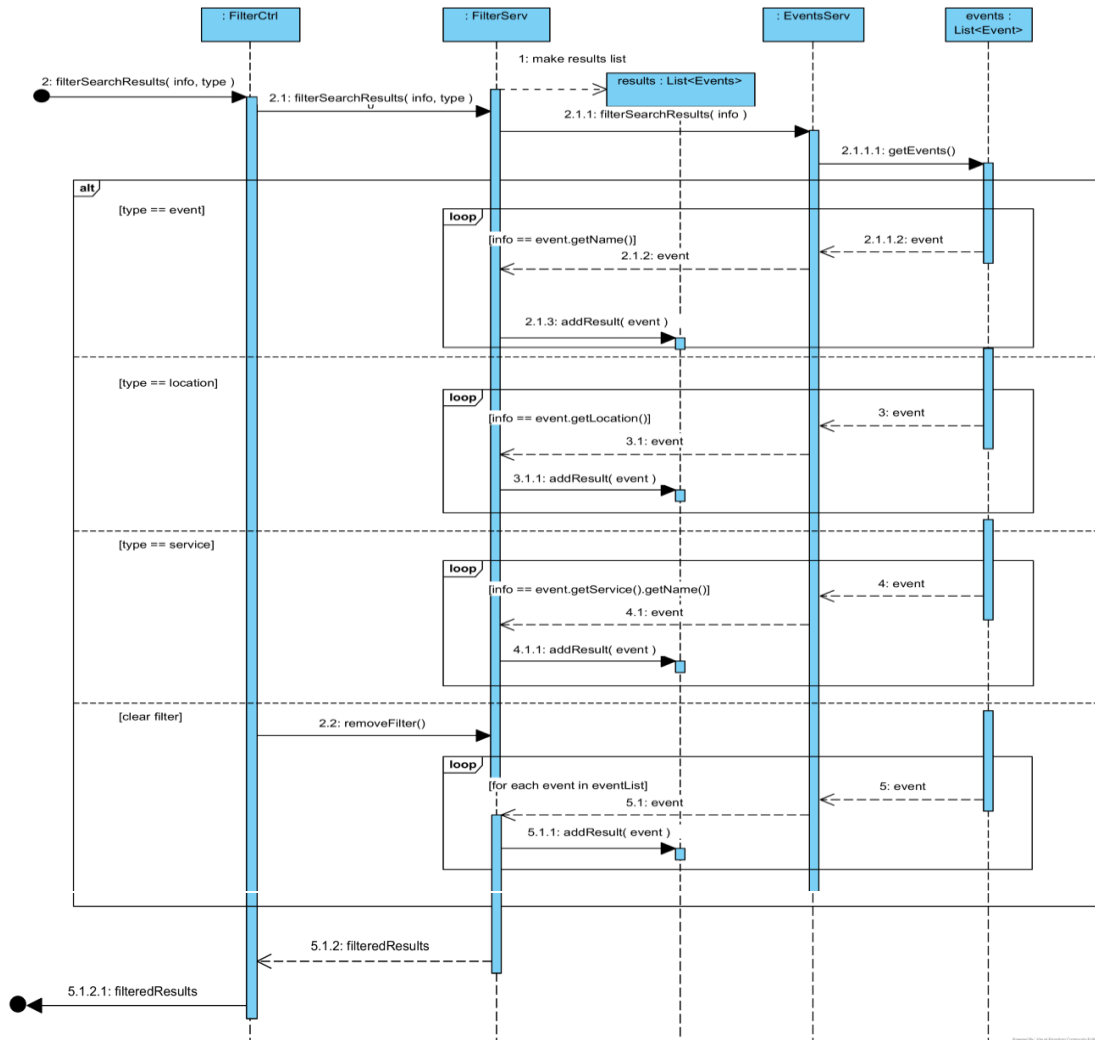 : FilterCtrl
: FilterServ
: EventsServ
events :
List<Event>
1: make results list
results : List<Events>
2: filterSearchResults( info, type )
2.1: filterSearchResults( info, type )
2.1.1: filterSearchResults( info )
2.1.1.1: getEvents()
alt
[type == event]
loop
[info == event.getName()]
2.1.1.2: event
2.1.2: event
2.1.3: addResult( event )
[type == location]
loop
[info == event.getLocation()]
3: event
3.1: event
3.1.1: addResult( event )
[type == service]
loop
[info == event.getService().getName()]
4: event
4.1: event
4.1.1: addResult( event )
[clear filter]
2.2: removeFilter()
loop
[for each event in eventList]
5: event
5.1: event
5.1.1: addResult( event )
5.1.2: filteredResults
5.1.2.1: filteredResults